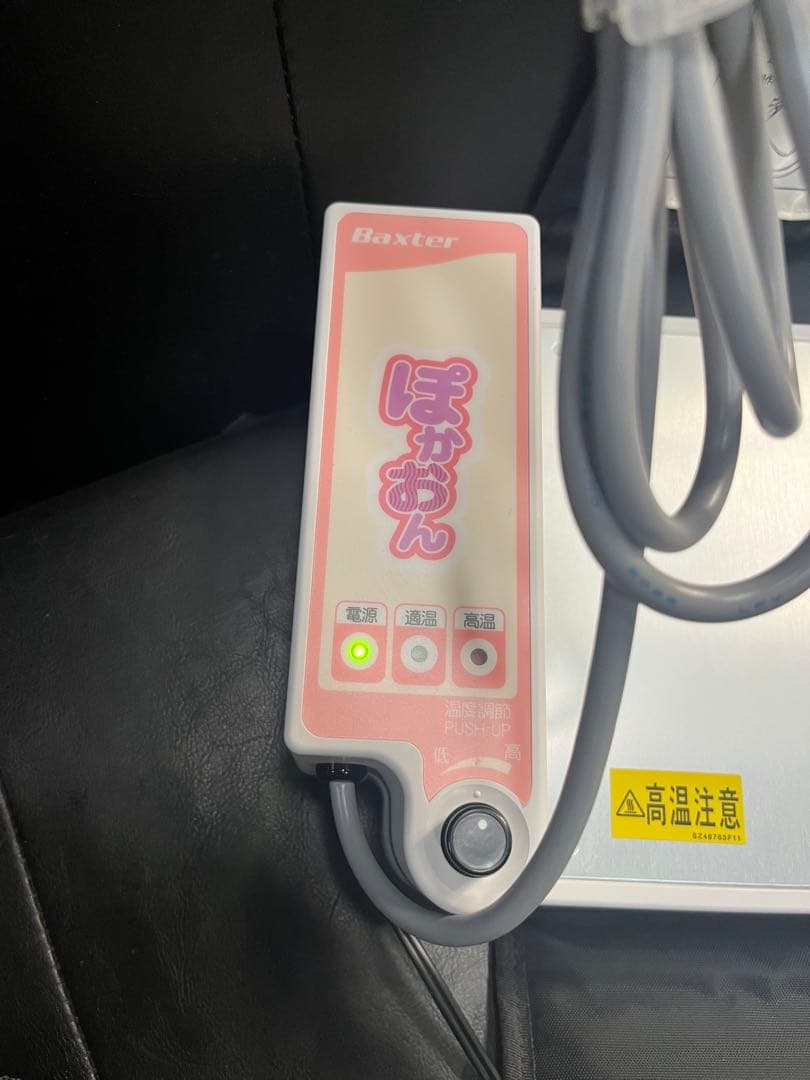 Baxter
ぽかおん
電源 適温 高温
温度調節
PUSH-UP
低 高
高温注意